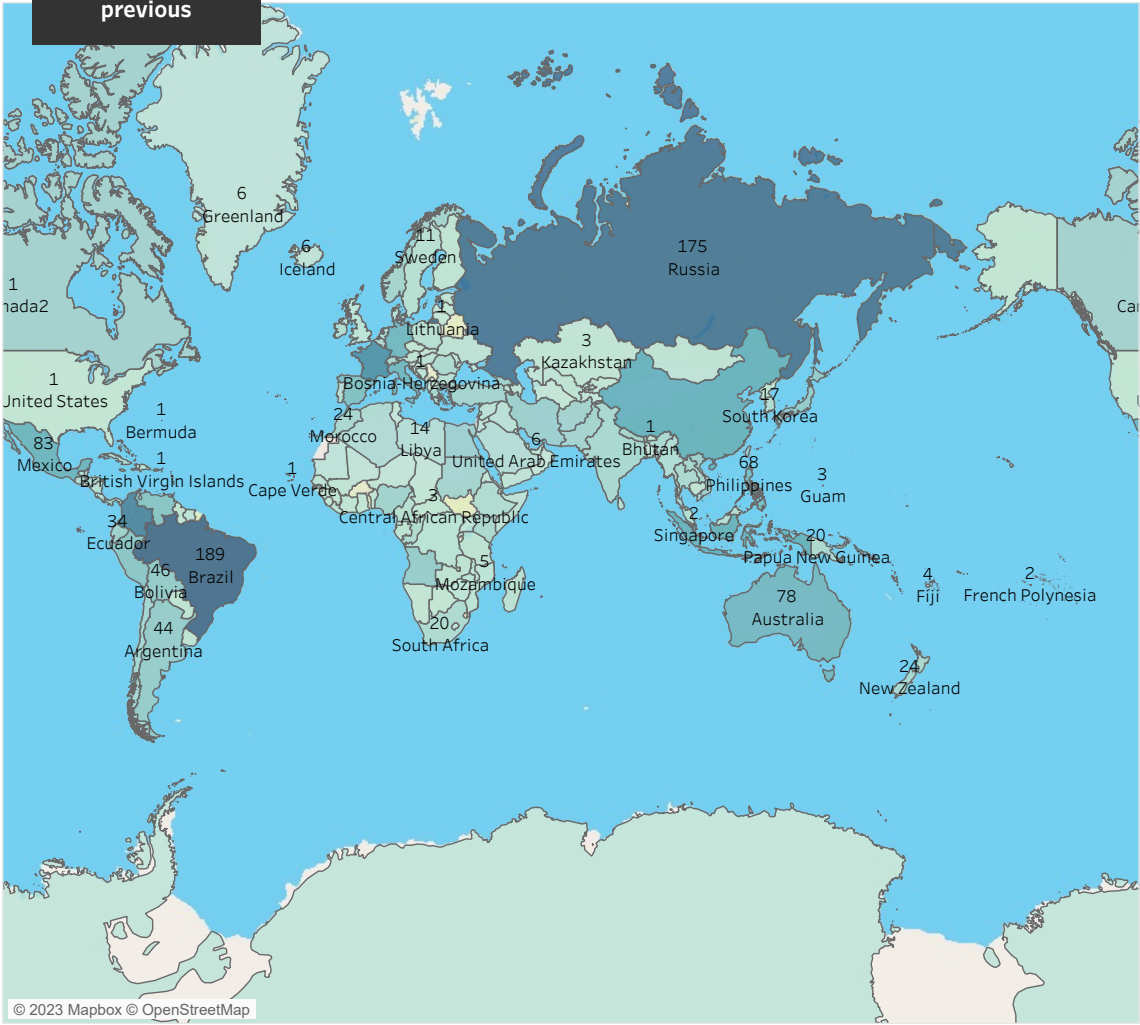 previous
6
Greenland
6
Iceland
11
Sweden
175
Russia
1
nada2
Ca
1
Lithuania
3
Kazakhstan
1
United States
1
Bosnia-Herzegovina
17
South Korea
1
Bermuda
24
Morocco
14
Libya
6
United Arab Emirates
1
Bhutan
83
Mexico
1
British Virgin Islands
1
Cape Verde
68
Philippines
3
Guam
3
Central African Republic
2
Singapore
34
Ecuador
20
Papua New Guinea
189
Brazil
46
Bolivia
5
Mozambique
4
Fiji
2
French Polynesia
78
Australia
44
Argentina
20
South Africa
24
New Zealand
© 2023 Mapbox © OpenStreetMap